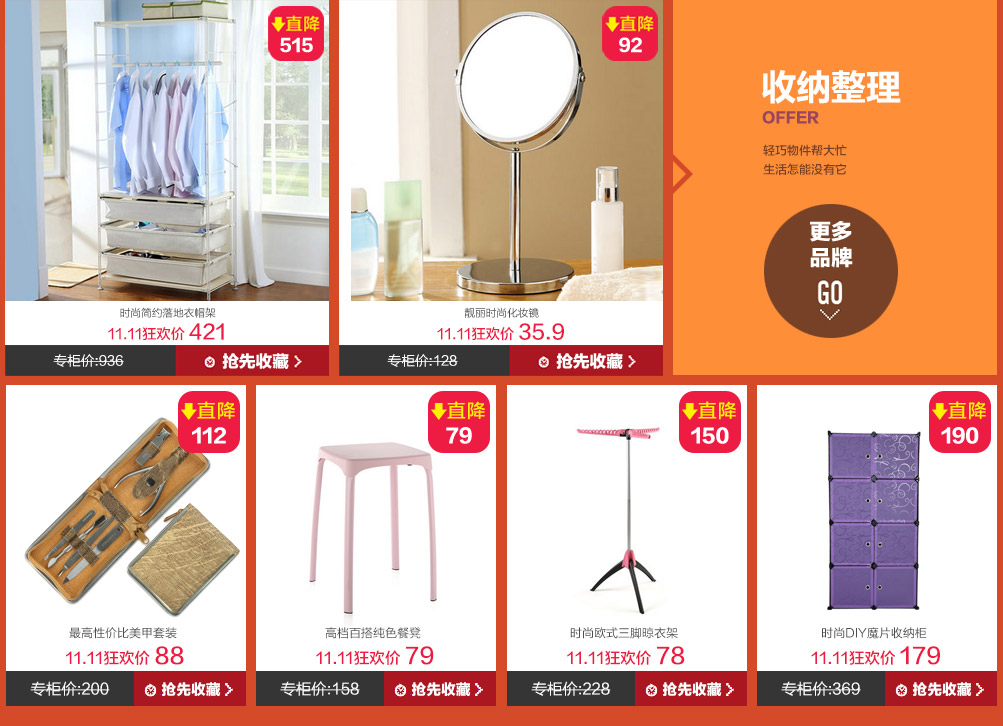 直降
515
时尚简约落地衣帽架
11.11狂欢价 421
专柜价:936
抢先收藏
直降
92
靓丽时尚化妆镜
11.11狂欢价 35.9
专柜价:128
抢先收藏
收纳整理
OFFER
轻巧物件帮大忙
生活怎能没有它
更多
品牌
GO
直降
112
最高性价比美甲套装
11.11狂欢价 88
专柜价:200
抢先收藏
直降
79
高档百搭纯色餐凳
11.11狂欢价 79
专柜价:158
抢先收藏
直降
150
时尚欧式三脚晾衣架
11.11狂欢价 78
专柜价:228
抢先收藏
直降
190
时尚DIY魔片收纳柜
11.11狂欢价 179
专柜价:369
抢先收藏